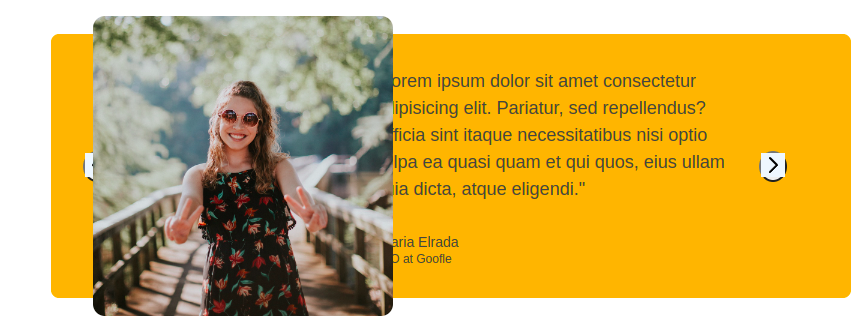 orem ipsum dolor sit amet consectetur
ipisicing elit. Pariatur, sed repellendus?
fficia sint itaque necessitatibus nisi optio
lpa ea quasi quam et qui quos, eius ullam
ia dicta, atque eligendi."
aria Elrada
O at Goofle